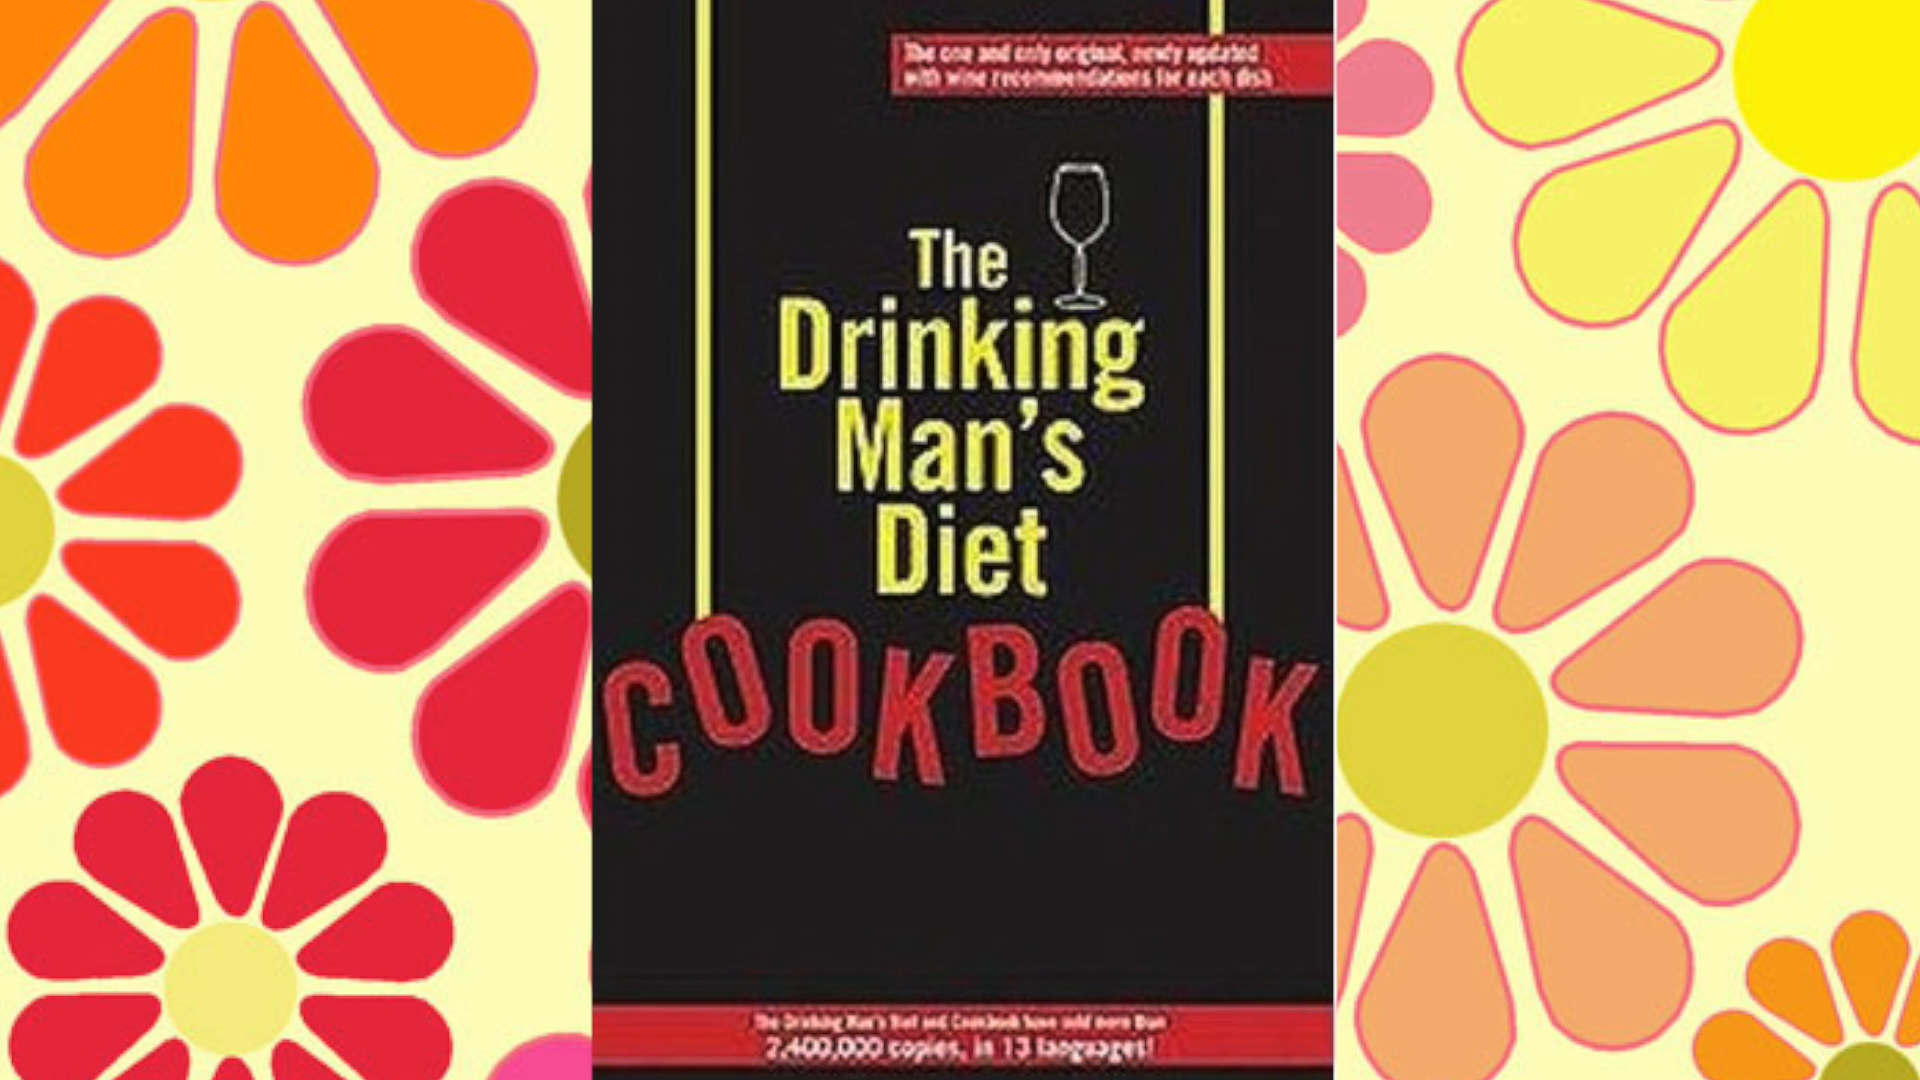 The one and only original, newly updated
with wine recommendations for each dish
The
Drinking
Man's
Diet
COOKBOOK
The Drinking Man's Diet and Cookbook have sold more than
2,400,000 copies, in 13 languages!